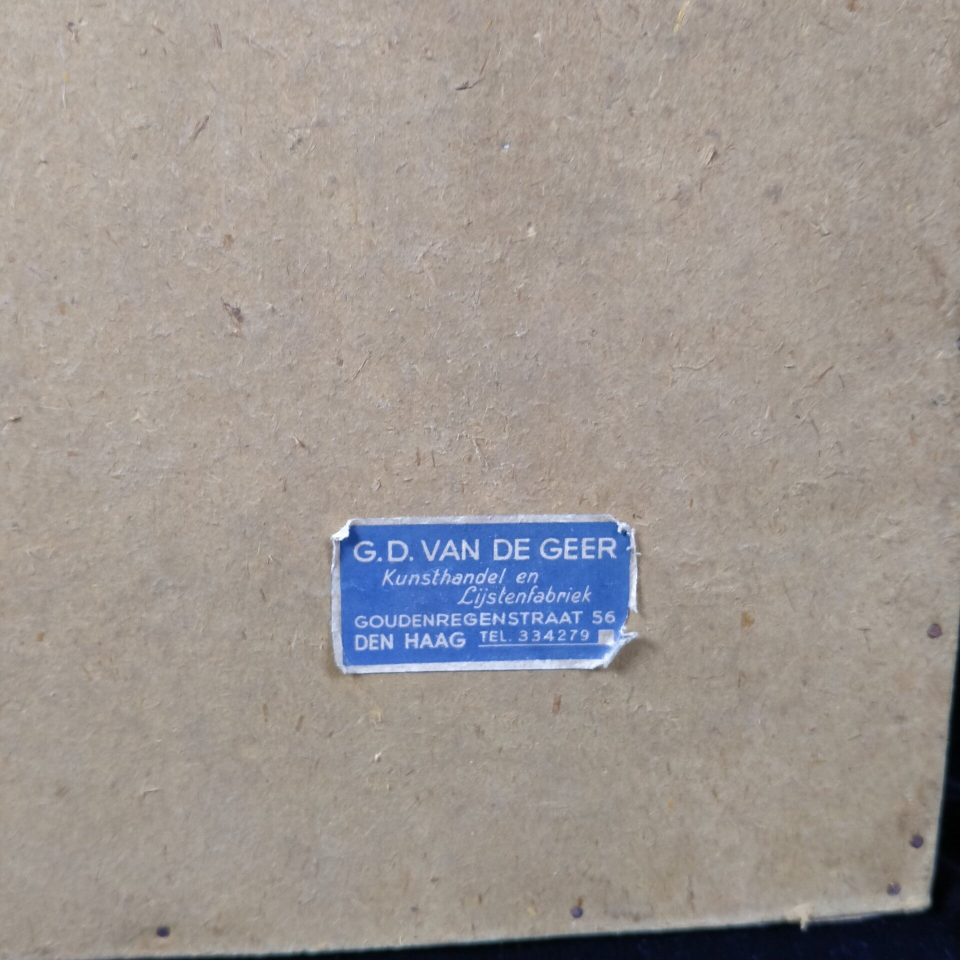 G.D. VAN DE GEER
Kunsthandel en
Lijstenfabriek
GOUDENREGENSTRAAT 56
DEN HAAG TEL. 334279